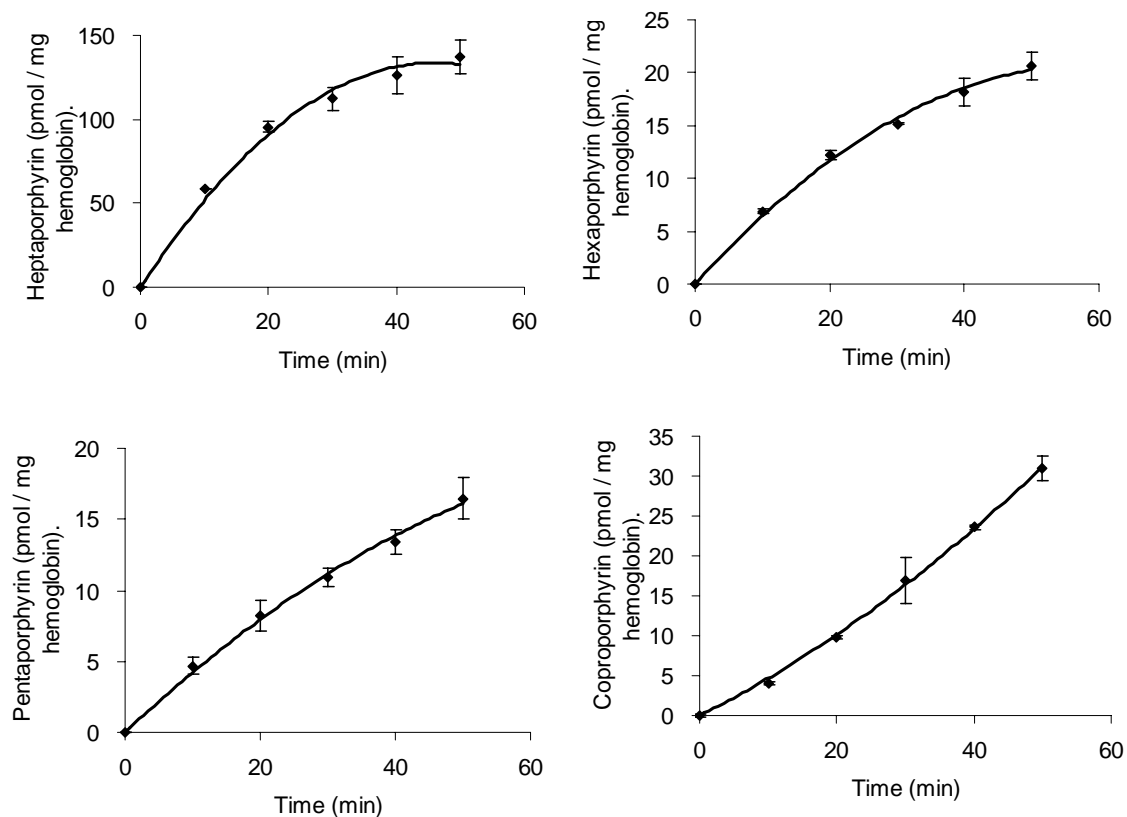 Heptaporphyrin (pmol / mg
hemoglobin).
150
100
50
0
0 20 40 60
Time (min)
Hexaporphyrin (pmol / mg
hemoglobin).
25
20
15
10
5
0
0 20 40 60
Time (min)
Pentaporphyrin (pmol / mg
hemoglobin).
20
15
10
5
0
0 20 40 60
Time (min)
Coproporphyrin (pmol / mg
hemoglobin).
35
30
25
20
15
10
5
0
0 20 40 60
Time (min)